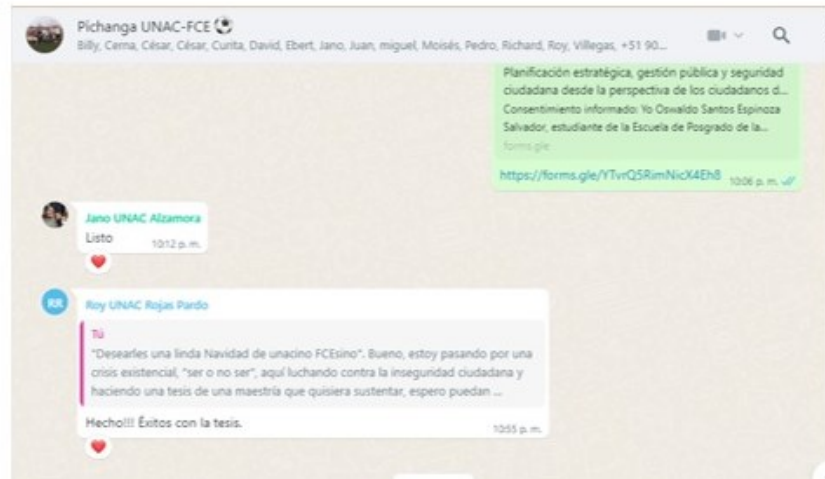 Pichanga UNAC-FCE ⚽
Billy, Cerna, César, César, Curita, David, Ebert, Jano, Juan, miguel, Moisés, Pedro, Richard, Roy, Villegas, +51 90...
Planificación estratégica, gestión pública y seguridad
ciudadana desde la perspectiva de los ciudadanos d...
Consentimiento informado: Yo Oswaldo Santos Espinoza
Salvador, estudiante de la Escuela de Posgrado de la...
forms.gle
https://forms.gle/YTvrQ5RimNicX4Eh8 10:06 p. m.
Jano UNAC Alzamora
Listo 10:12 p. m.
❤️
RR
Roy UNAC Rojas Pardo
Tú
"Desearles una linda Navidad de unacino FCEsino". Bueno, estoy pasando por una
crisis existencial, "ser o no ser", aquí luchando contra la inseguridad ciudadana y
haciendo una tesis de una maestría que quisiera sustentar, espero puedan ...
Hecho!!! Éxitos con la tesis.
10:55 p. m.
❤️